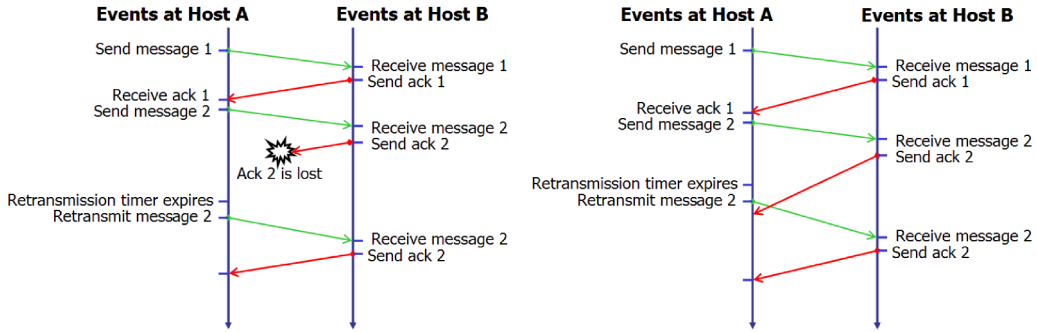 Events at Host A
Events at Host B
Send message 1
Receive message 1
Send ack 1
Receive ack 1
Send message 2
Receive message 2
Send ack 2
Ack 2 is lost
Retransmission timer expires
Retransmit message 2
Receive message 2
Send ack 2
Events at Host A
Events at Host B
Send message 1
Receive message 1
Send ack 1
Receive ack 1
Send message 2
Receive message 2
Send ack 2
Retransmission timer expires
Retransmit message 2
Receive message 2
Send ack 2